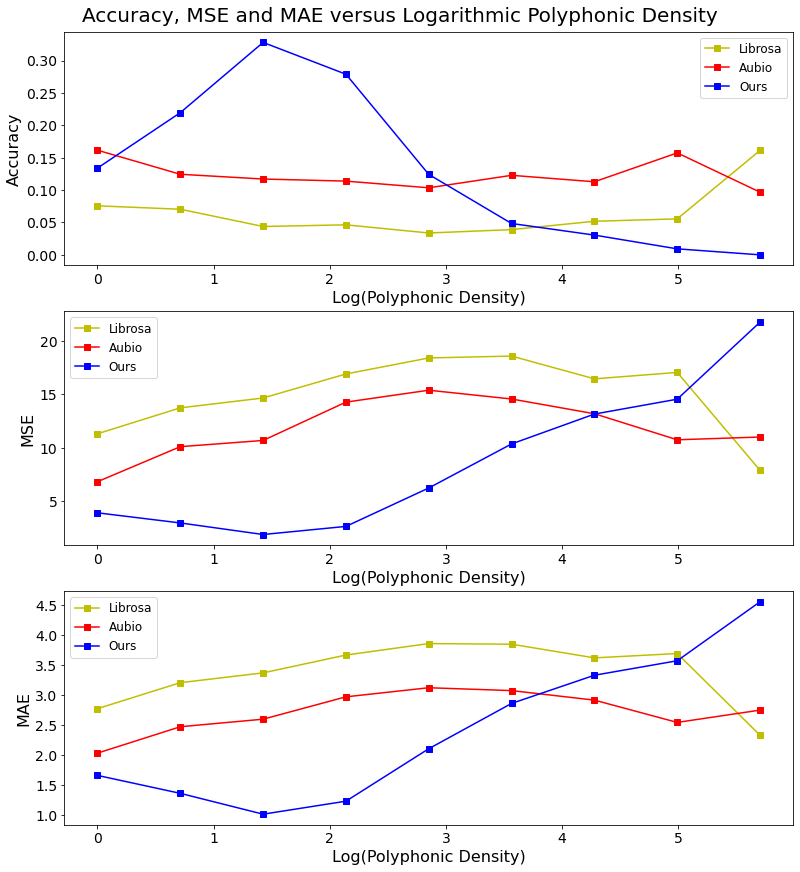 Accuracy, MSE and MAE versus Logarithmic Polyphonic Density
Accuracy
0.30
0.25
0.20
0.15
0.10
0.05
0.00
Librosa
Aubio
Ours
0 1 2 3 4 5
Log(Polyphonic Density)
MSE
20
15
10
5
Librosa
Aubio
Ours
0 1 2 3 4 5
Log(Polyphonic Density)
MAE
4.5
4.0
3.5
3.0
2.5
2.0
1.5
1.0
Librosa
Aubio
Ours
0 1 2 3 4 5
Log(Polyphonic Density)